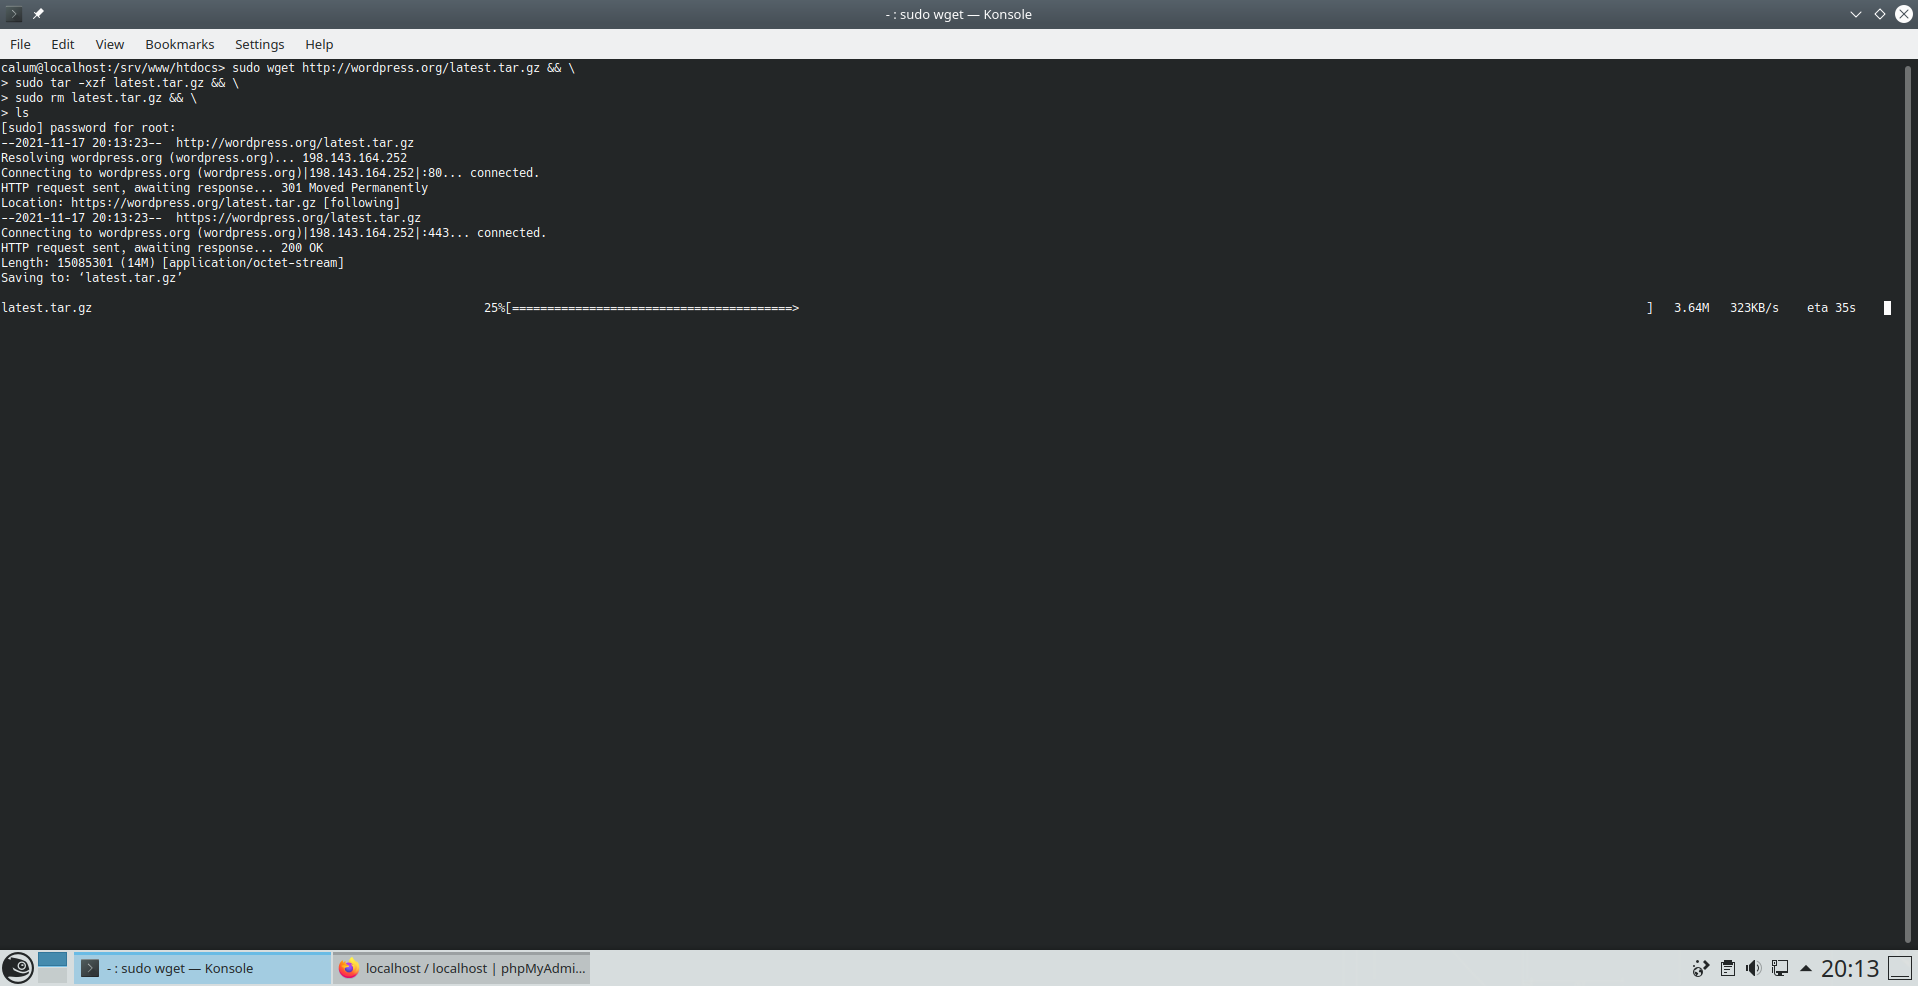 - : sudo wget — Konsole
File Edit View Bookmarks Settings Help
calum@localhost:/srv/www/htdocs> sudo wget http://wordpress.org/latest.tar.gz && \
> sudo tar -xzf latest.tar.gz && \
> sudo rm latest.tar.gz && \
> ls
[sudo] password for root:
--2021-11-17 20:13:23--  http://wordpress.org/latest.tar.gz
Resolving wordpress.org (wordpress.org)... 198.143.164.252
Connecting to wordpress.org (wordpress.org)|198.143.164.252|:80... connected.
HTTP request sent, awaiting response... 301 Moved Permanently
Location: https://wordpress.org/latest.tar.gz [following]
--2021-11-17 20:13:23--  https://wordpress.org/latest.tar.gz
Connecting to wordpress.org (wordpress.org)|198.143.164.252|:443... connected.
HTTP request sent, awaiting response... 200 OK
Length: 15085301 (14M) [application/octet-stream]
Saving to: ‘latest.tar.gz’
latest.tar.gz 25%[========================================> ] 3.64M 323KB/s eta 35s
- : sudo wget — Konsole localhost / localhost | phpMyAdmi... 20:13